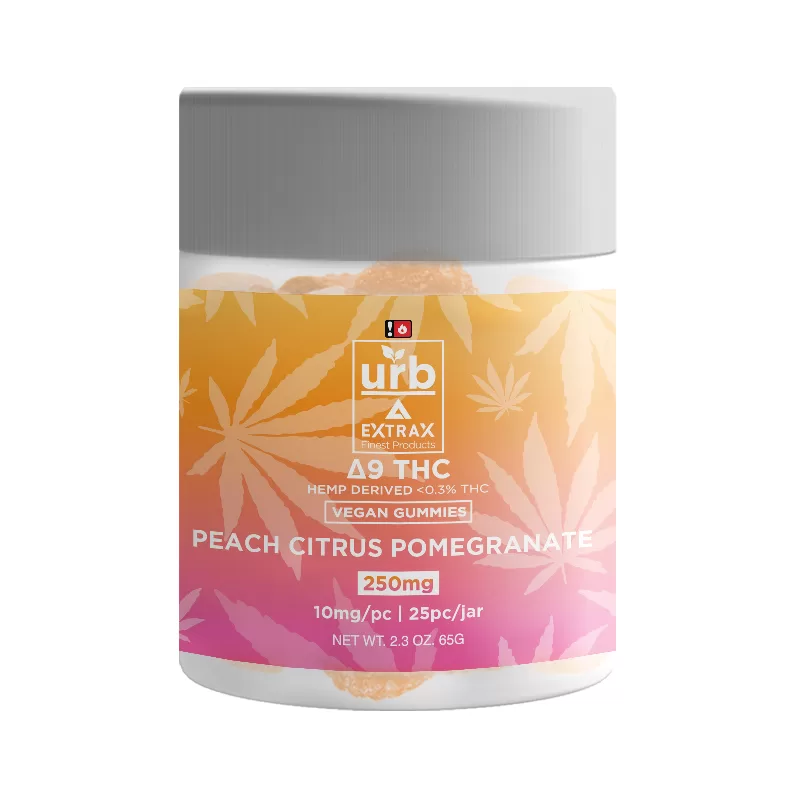 urb
EXTRAX
Finest Products
Δ9 THC
HEMP DERIVED <0.3% THC
VEGAN GUMMIES
PEACH CITRUS POMEGRANATE
250mg
10mg/pc | 25pc/jar
NET WT. 2.3 OZ. 65G